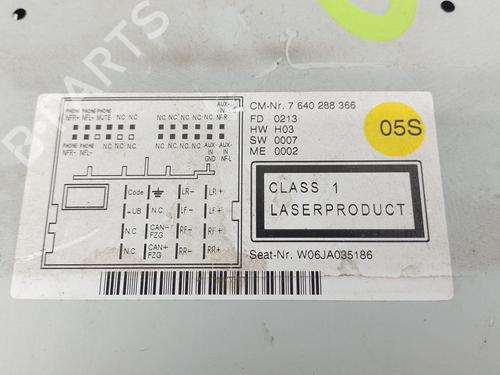 PHONE PHONE PHONE AUX-IN
NFR+ NFL+ MUTE N.C. N.C. N.C. N.C. N.C. N.C. N.C. NF-R
PHONE PHONE AUX-IN AUX-IN
NFR- NFL- N.C. N.C. N.C. N.C. N.C. N.C. N.C. GND NF-L
Code LR- LR+
+UB N.C. LF- LF+
N.C. CAN- FZG RF- RF+
N.C. CAN+ FZG RR- RR+
CM-Nr. 7 640 288 366
FD 0213
HW H03
SW 0007
ME 0002
05S
CLASS 1
LASERPRODUCT
Seat-Nr. W06JA035186
B-PARTS